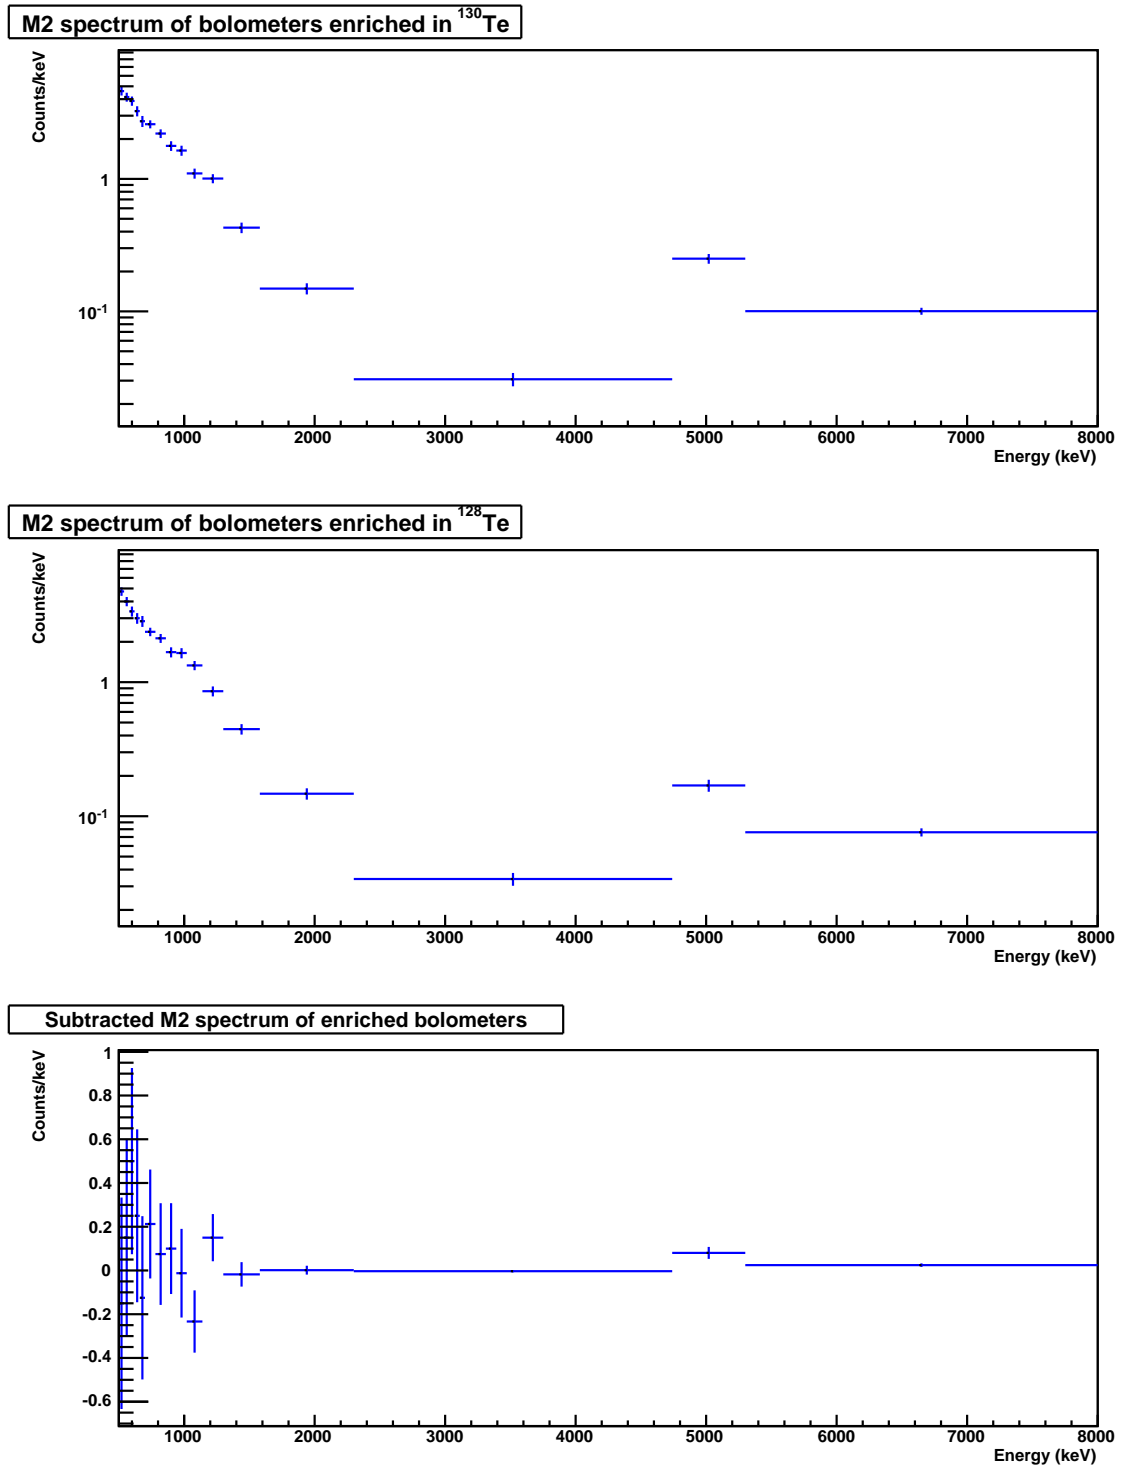 M2 spectrum of bolometers enriched in ¹³⁰Te
Counts/keV
1
10⁻¹
1000 2000 3000 4000 5000 6000 7000 8000
Energy (keV)
M2 spectrum of bolometers enriched in ¹²⁸Te
Counts/keV
1
10⁻¹
1000 2000 3000 4000 5000 6000 7000 8000
Energy (keV)
Subtracted M2 spectrum of enriched bolometers
Counts/keV
1
0.8
0.6
0.4
0.2
0
-0.2
-0.4
-0.6
1000 2000 3000 4000 5000 6000 7000 8000
Energy (keV)